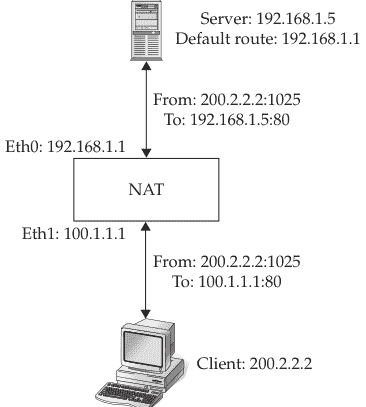 Server: 192.168.1.5
Default route: 192.168.1.1
From: 200.2.2.2:1025
To: 192.168.1.5:80
Eth0: 192.168.1.1
NAT
Eth1: 100.1.1.1
From: 200.2.2.2:1025
To: 100.1.1.1:80
Client: 200.2.2.2